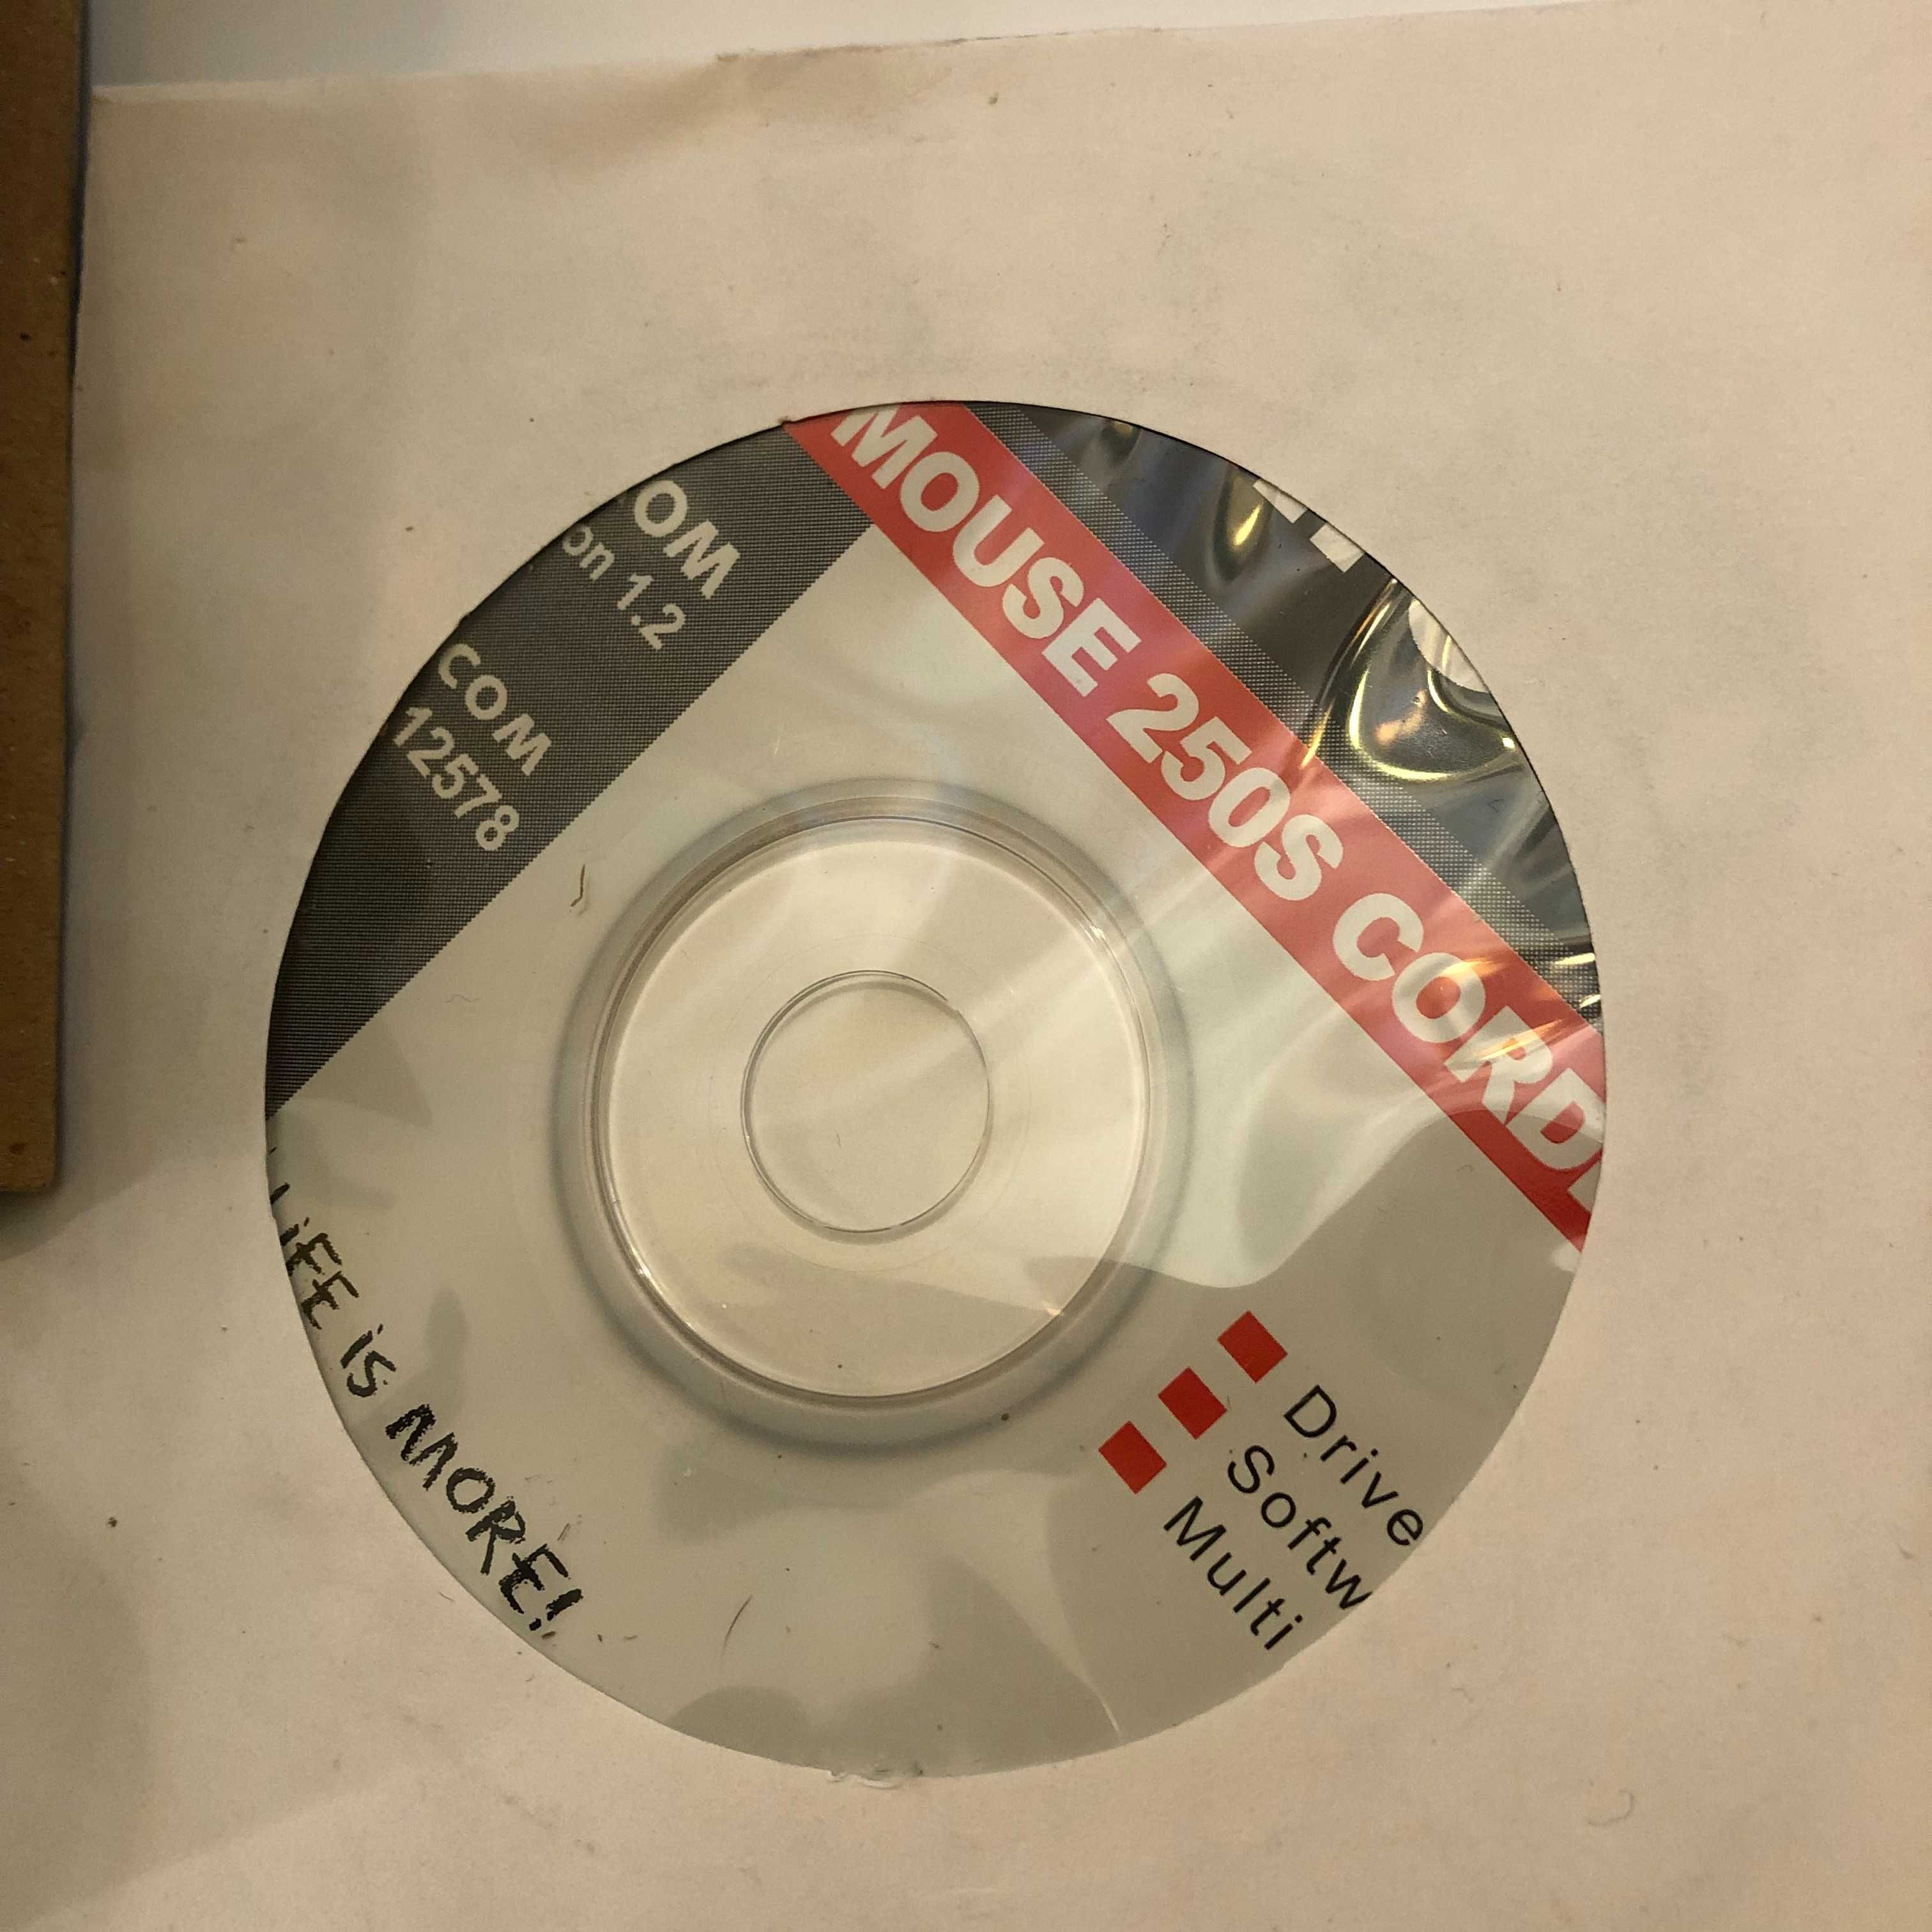 MOUSE 250S CORD
OM
on 1.2
COM
12578
Drive
Softw
Multi
LIFE is MORE!